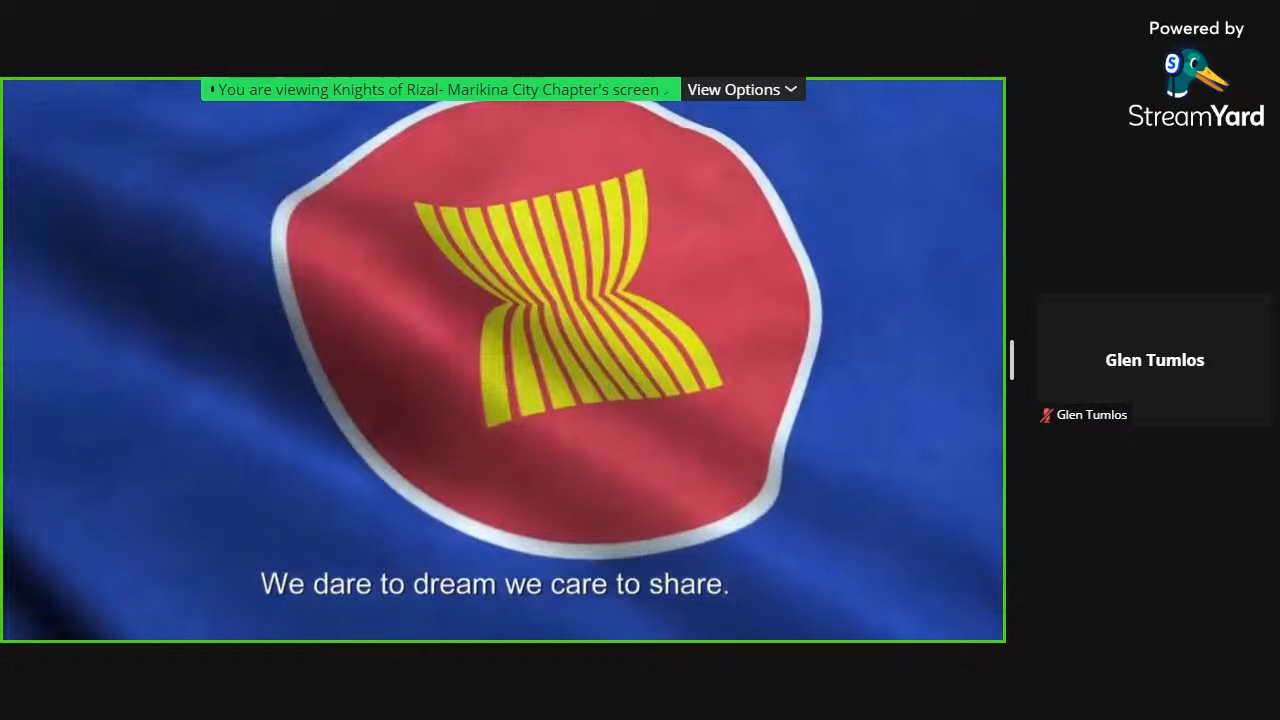 Powered by
S
StreamYard
You are viewing Knights of Rizal- Marikina City Chapter's screen
View Options
Glen Tumlos
Glen Tumlos
We dare to dream we care to share.